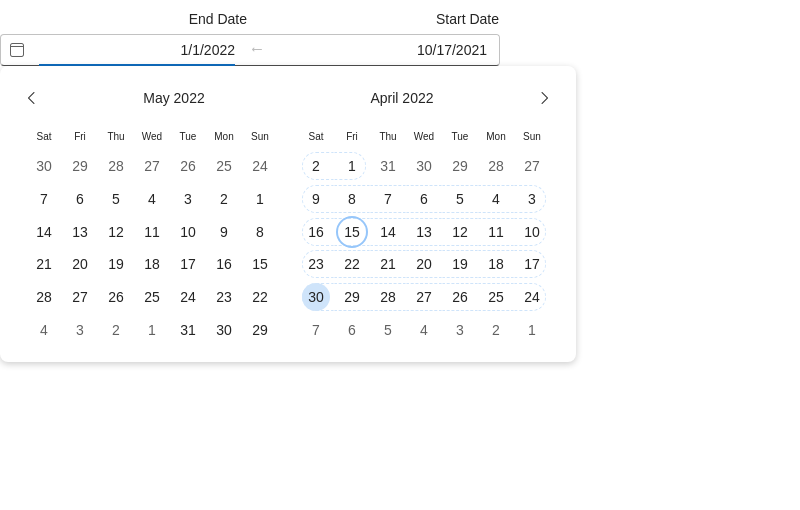 End Date Start Date
1/1/2022 ← 10/17/2021
May 2022 April 2022
Sat Fri Thu Wed Tue Mon Sun Sat Fri Thu Wed Tue Mon Sun
30 29 28 27 26 25 24 2 1 31 30 29 28 27
7 6 5 4 3 2 1 9 8 7 6 5 4 3
14 13 12 11 10 9 8 16 15 14 13 12 11 10
21 20 19 18 17 16 15 23 22 21 20 19 18 17
28 27 26 25 24 23 22 30 29 28 27 26 25 24
4 3 2 1 31 30 29 7 6 5 4 3 2 1